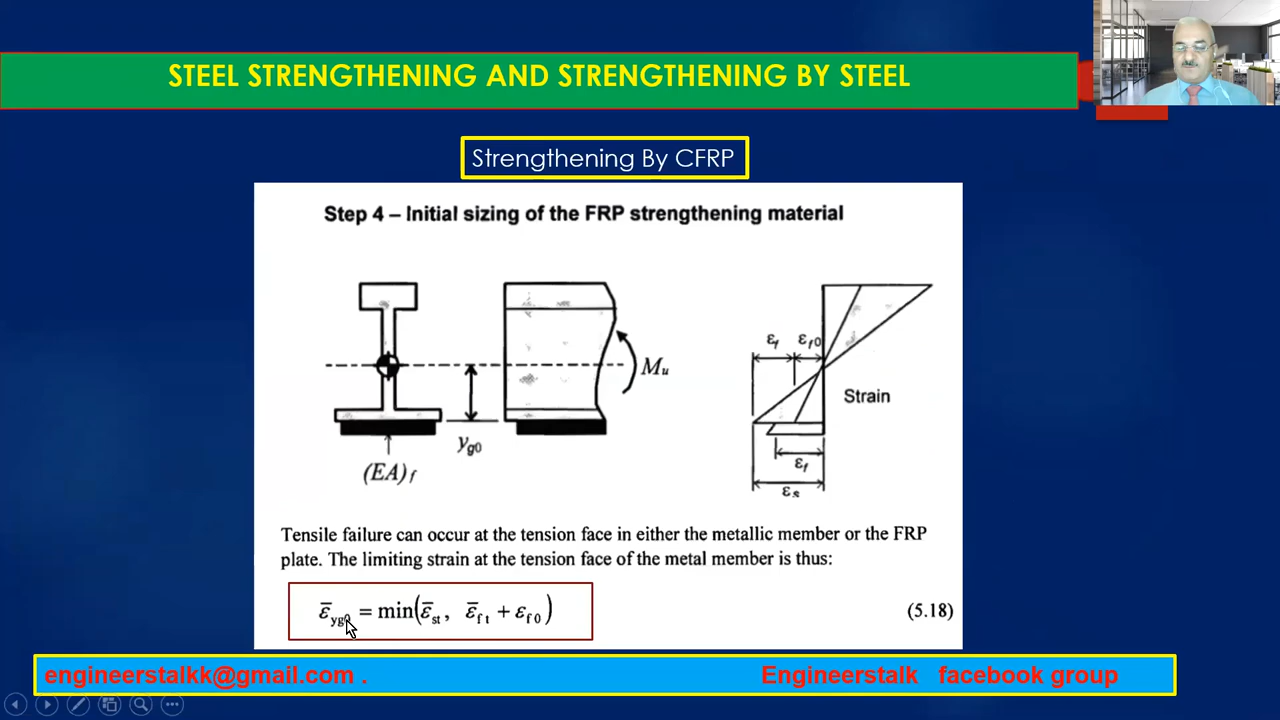 STEEL STRENGTHENING AND STRENGTHENING BY STEEL
Strengthening By CFRP
Step 4 – Initial sizing of the FRP strengthening material
εf εf0
Mu
Strain
yg0
(EA)f
εf
εs
Tensile failure can occur at the tension face in either the metallic member or the FRP
plate. The limiting strain at the tension face of the metal member is thus:
ε̄yg0 = min(ε̄st, ε̄ft + εf0) (5.18)
engineerstalkk@gmail.com . Engineerstalk facebook group